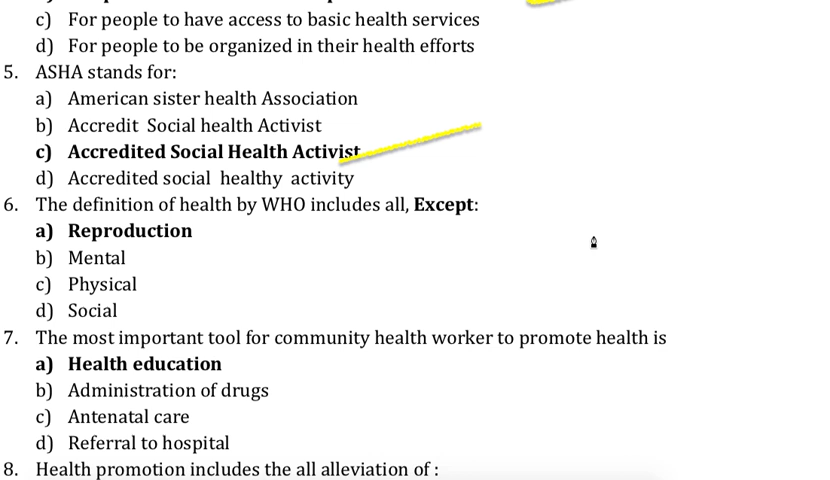 c) For people to have access to basic health services
d) For people to be organized in their health efforts
5. ASHA stands for:
a) American sister health Association
b) Accredit Social health Activist
c) Accredited Social Health Activist
d) Accredited social healthy activity
6. The definition of health by WHO includes all, Except:
a) Reproduction
b) Mental
c) Physical
d) Social
7. The most important tool for community health worker to promote health is
a) Health education
b) Administration of drugs
c) Antenatal care
d) Referral to hospital
8. Health promotion includes the all alleviation of :